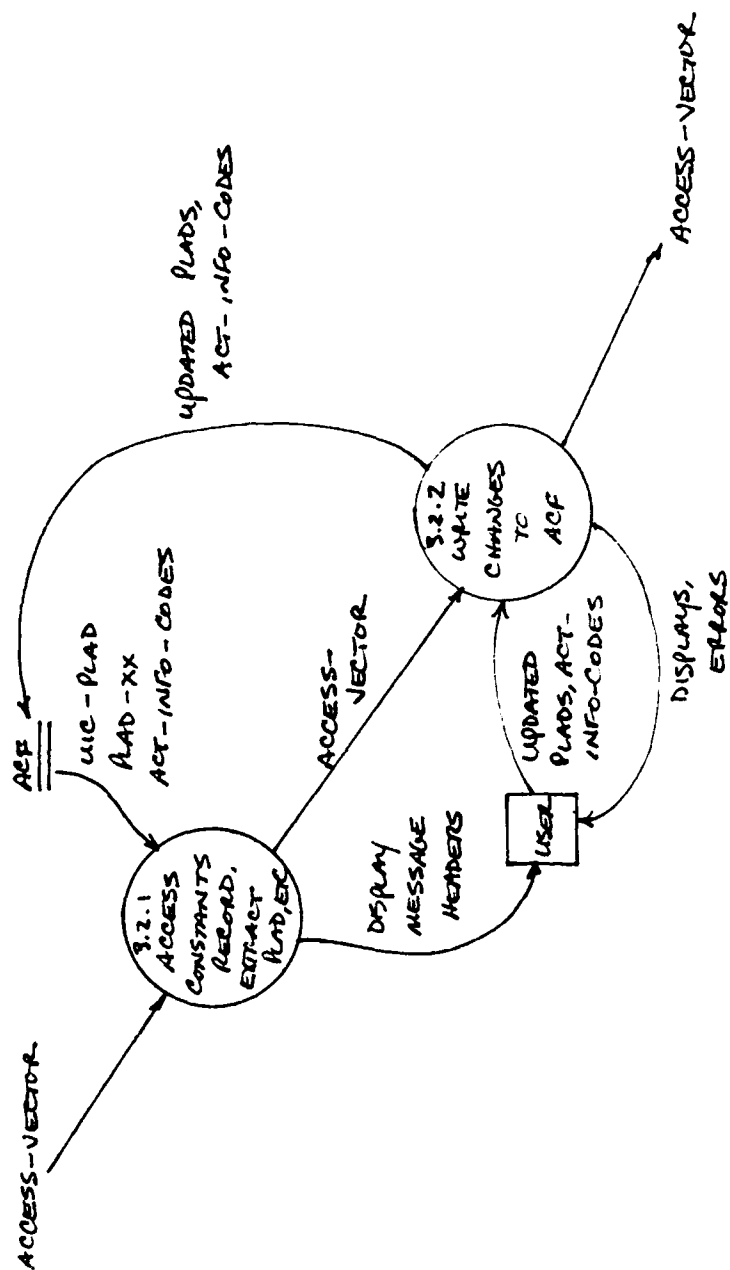 ACCESS-VECTOR
3.2.1
ACCESS
CONSTANTS
RECORD,
EXTRACT
PLAD, ETC
ACF
UIC-PLAD
PLAD-XX
ACT-INFO-CODES
UPDATED PLADS,
ACT-INFO-CODES
ACCESS-
VECTOR
DISPLAY
MESSAGE
HEADERS
USER
UPDATED
PLADS, ACT-
INFO-CODES
DISPLAYS,
ERRORS
3.2.2
WRITE
CHANGES
TO
ACF
ACCESS-VECTOR